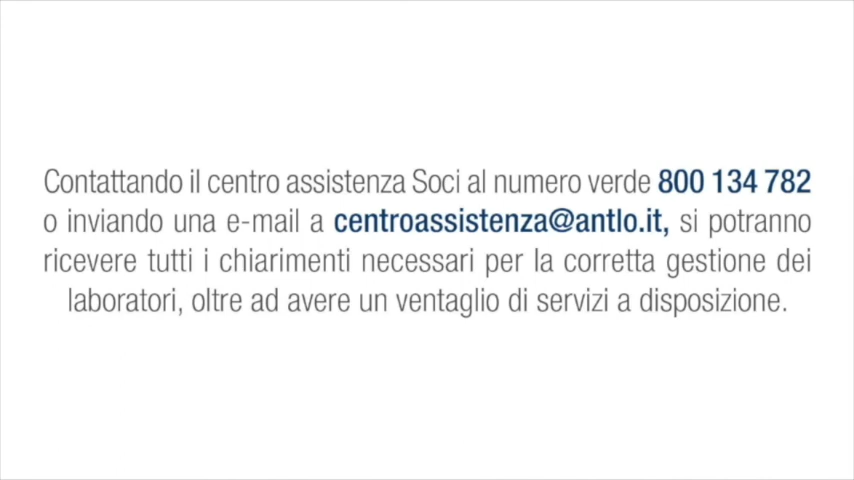 Contattando il centro assistenza Soci al numero verde 800 134 782
o inviando una e-mail a centroassistenza@antlo.it, si potranno
ricevere tutti i chiarimenti necessari per la corretta gestione dei
laboratori, oltre ad avere un ventaglio di servizi a disposizione.